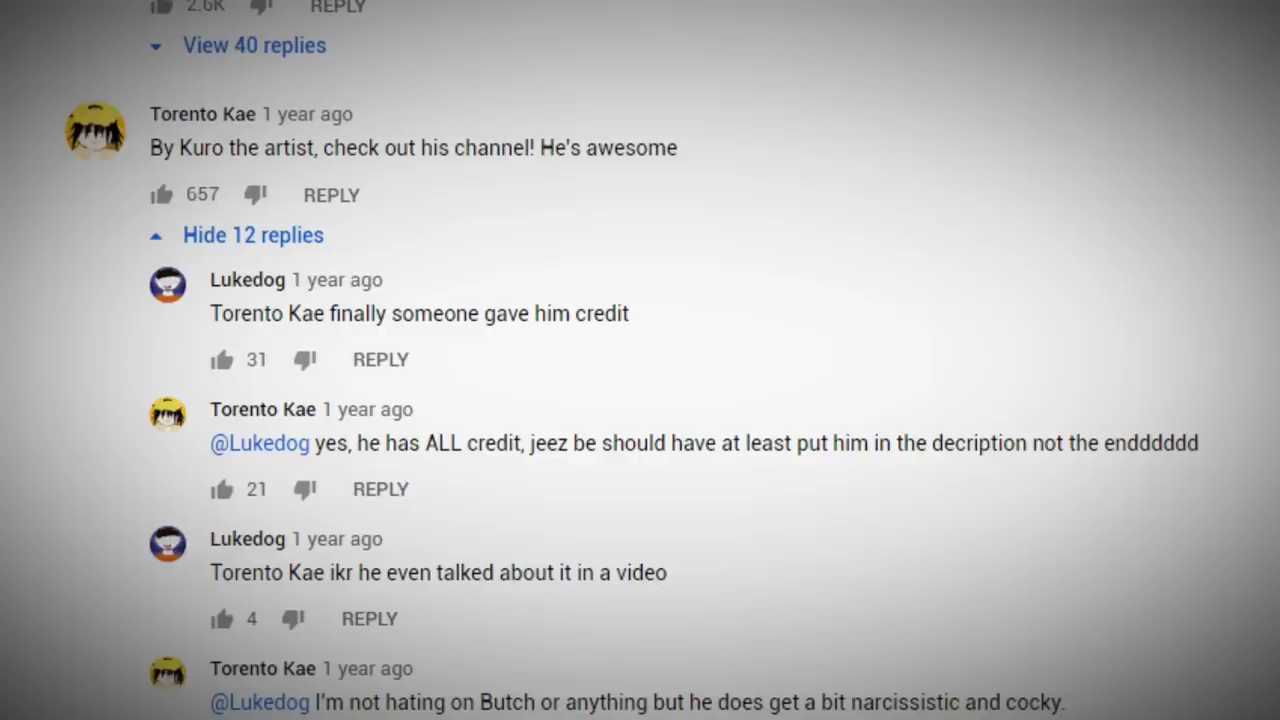 2.6K REPLY
View 40 replies
Torento Kae 1 year ago
By Kuro the artist, check out his channel! He's awesome
657 REPLY
Hide 12 replies
Lukedog 1 year ago
Torento Kae finally someone gave him credit
31 REPLY
Torento Kae 1 year ago
@Lukedog yes, he has ALL credit, jeez be should have at least put him in the decription not the endddddd
21 REPLY
Lukedog 1 year ago
Torento Kae ikr he even talked about it in a video
4 REPLY
Torento Kae 1 year ago
@Lukedog I'm not hating on Butch or anything but he does get a bit narcissistic and cocky.